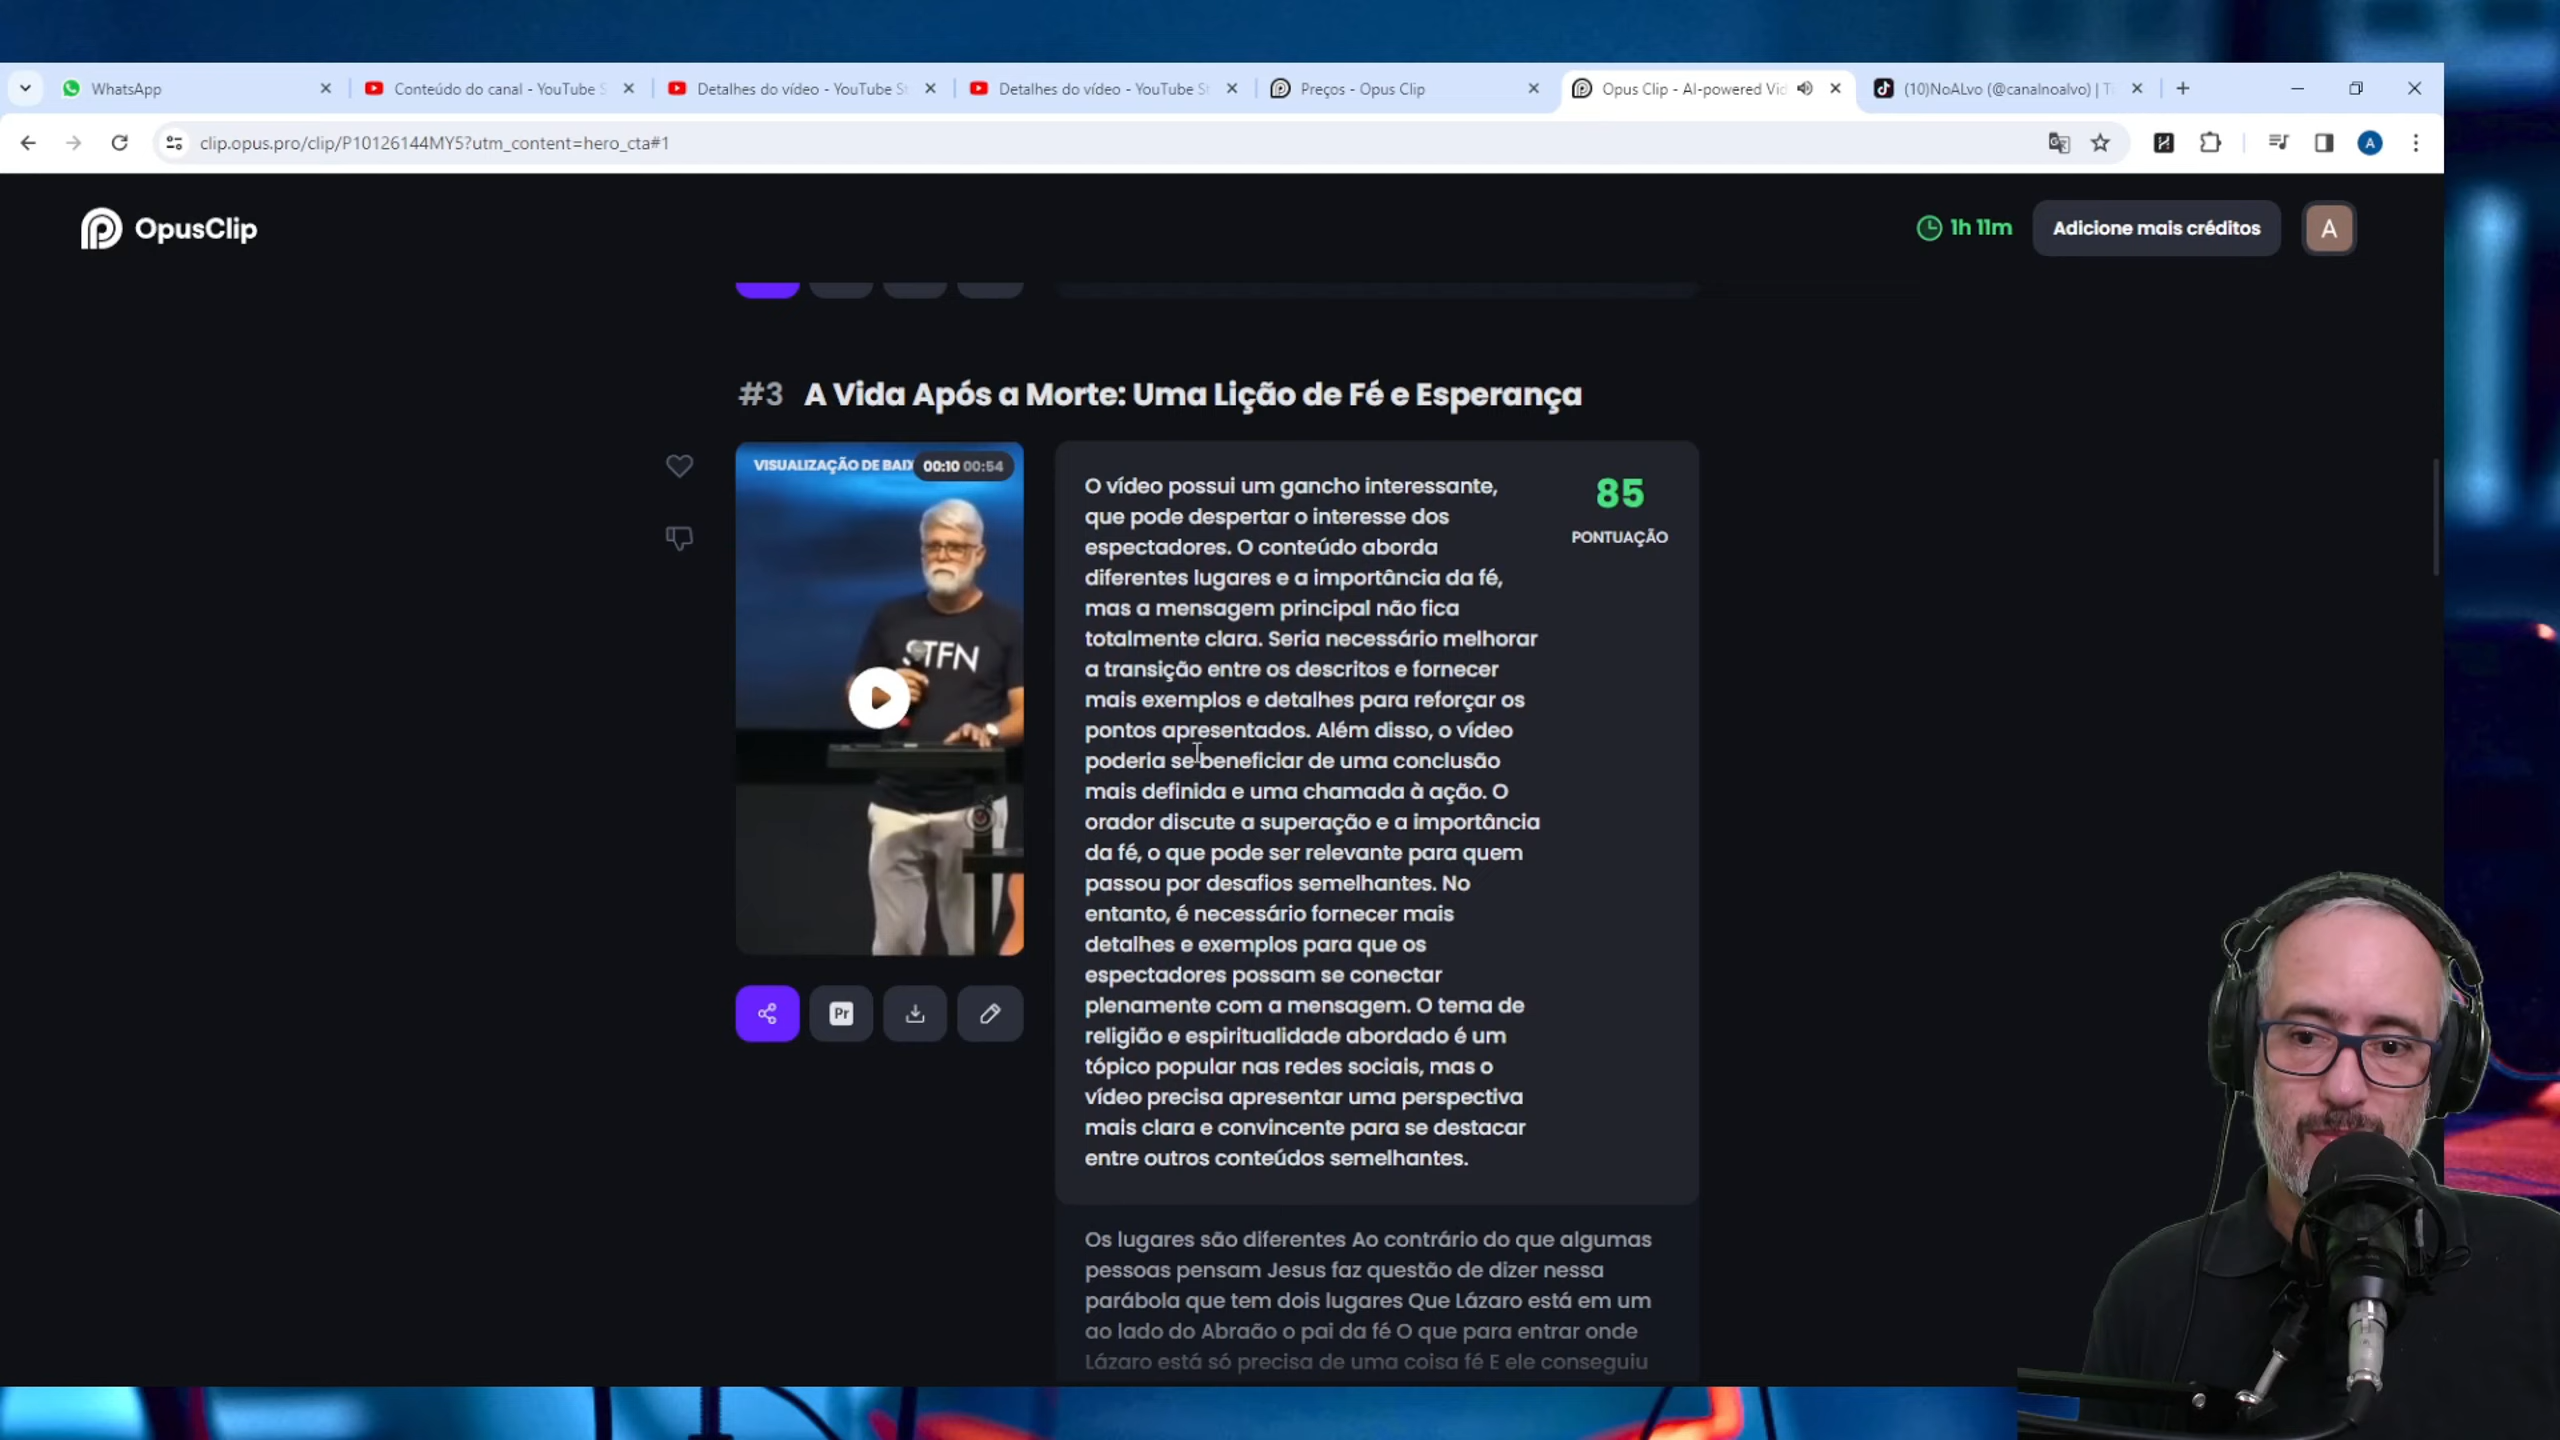 WhatsApp
Conteúdo do canal - YouTube S
Detalhes do vídeo - YouTube St
Detalhes do vídeo - YouTube St
Preços - Opus Clip
Opus Clip - AI-powered Vid
(10)NoALvo (@canalnoalvo) | T
clip.opus.pro/clip/P10126144MY5?utm_content=hero_cta#1
A
OpusClip
1h 11m
Adicione mais créditos
A
#3 A Vida Após a Morte: Uma Lição de Fé e Esperança
VISUALIZAÇÃO DE BAIX
00:10 00:54
STFN
Pr
O vídeo possui um gancho interessante,
que pode despertar o interesse dos
espectadores. O conteúdo aborda
diferentes lugares e a importância da fé,
mas a mensagem principal não fica
totalmente clara. Seria necessário melhorar
a transição entre os descritos e fornecer
mais exemplos e detalhes para reforçar os
pontos apresentados. Além disso, o vídeo
poderia se beneficiar de uma conclusão
mais definida e uma chamada à ação. O
orador discute a superação e a importância
da fé, o que pode ser relevante para quem
passou por desafios semelhantes. No
entanto, é necessário fornecer mais
detalhes e exemplos para que os
espectadores possam se conectar
plenamente com a mensagem. O tema de
religião e espiritualidade abordado é um
tópico popular nas redes sociais, mas o
vídeo precisa apresentar uma perspectiva
mais clara e convincente para se destacar
entre outros conteúdos semelhantes.
85
PONTUAÇÃO
Os lugares são diferentes Ao contrário do que algumas
pessoas pensam Jesus faz questão de dizer nessa
parábola que tem dois lugares Que Lázaro está em um
ao lado do Abraão o pai da fé O que para entrar onde
Lázaro está só precisa de uma coisa fé E ele conseguiu